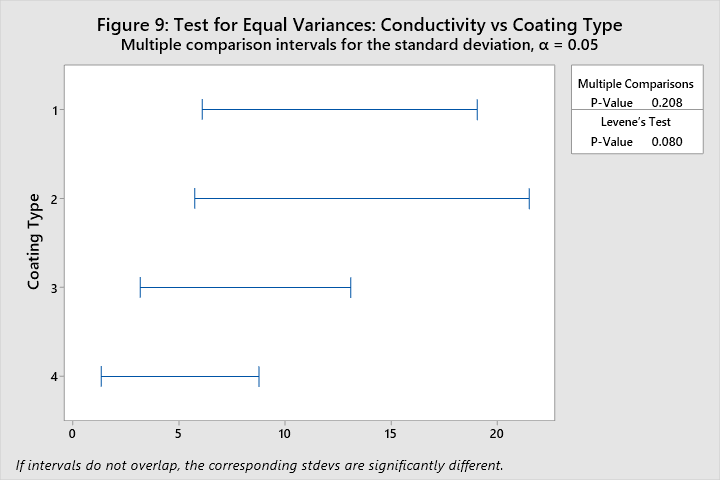 Figure 9: Test for Equal Variances: Conductivity vs Coating Type
Multiple comparison intervals for the standard deviation, α = 0.05
Multiple Comparisons
P-Value 0.208
Levene's Test
P-Value 0.080
Coating Type
1
2
3
4
0 5 10 15 20
If intervals do not overlap, the corresponding stdevs are significantly different.